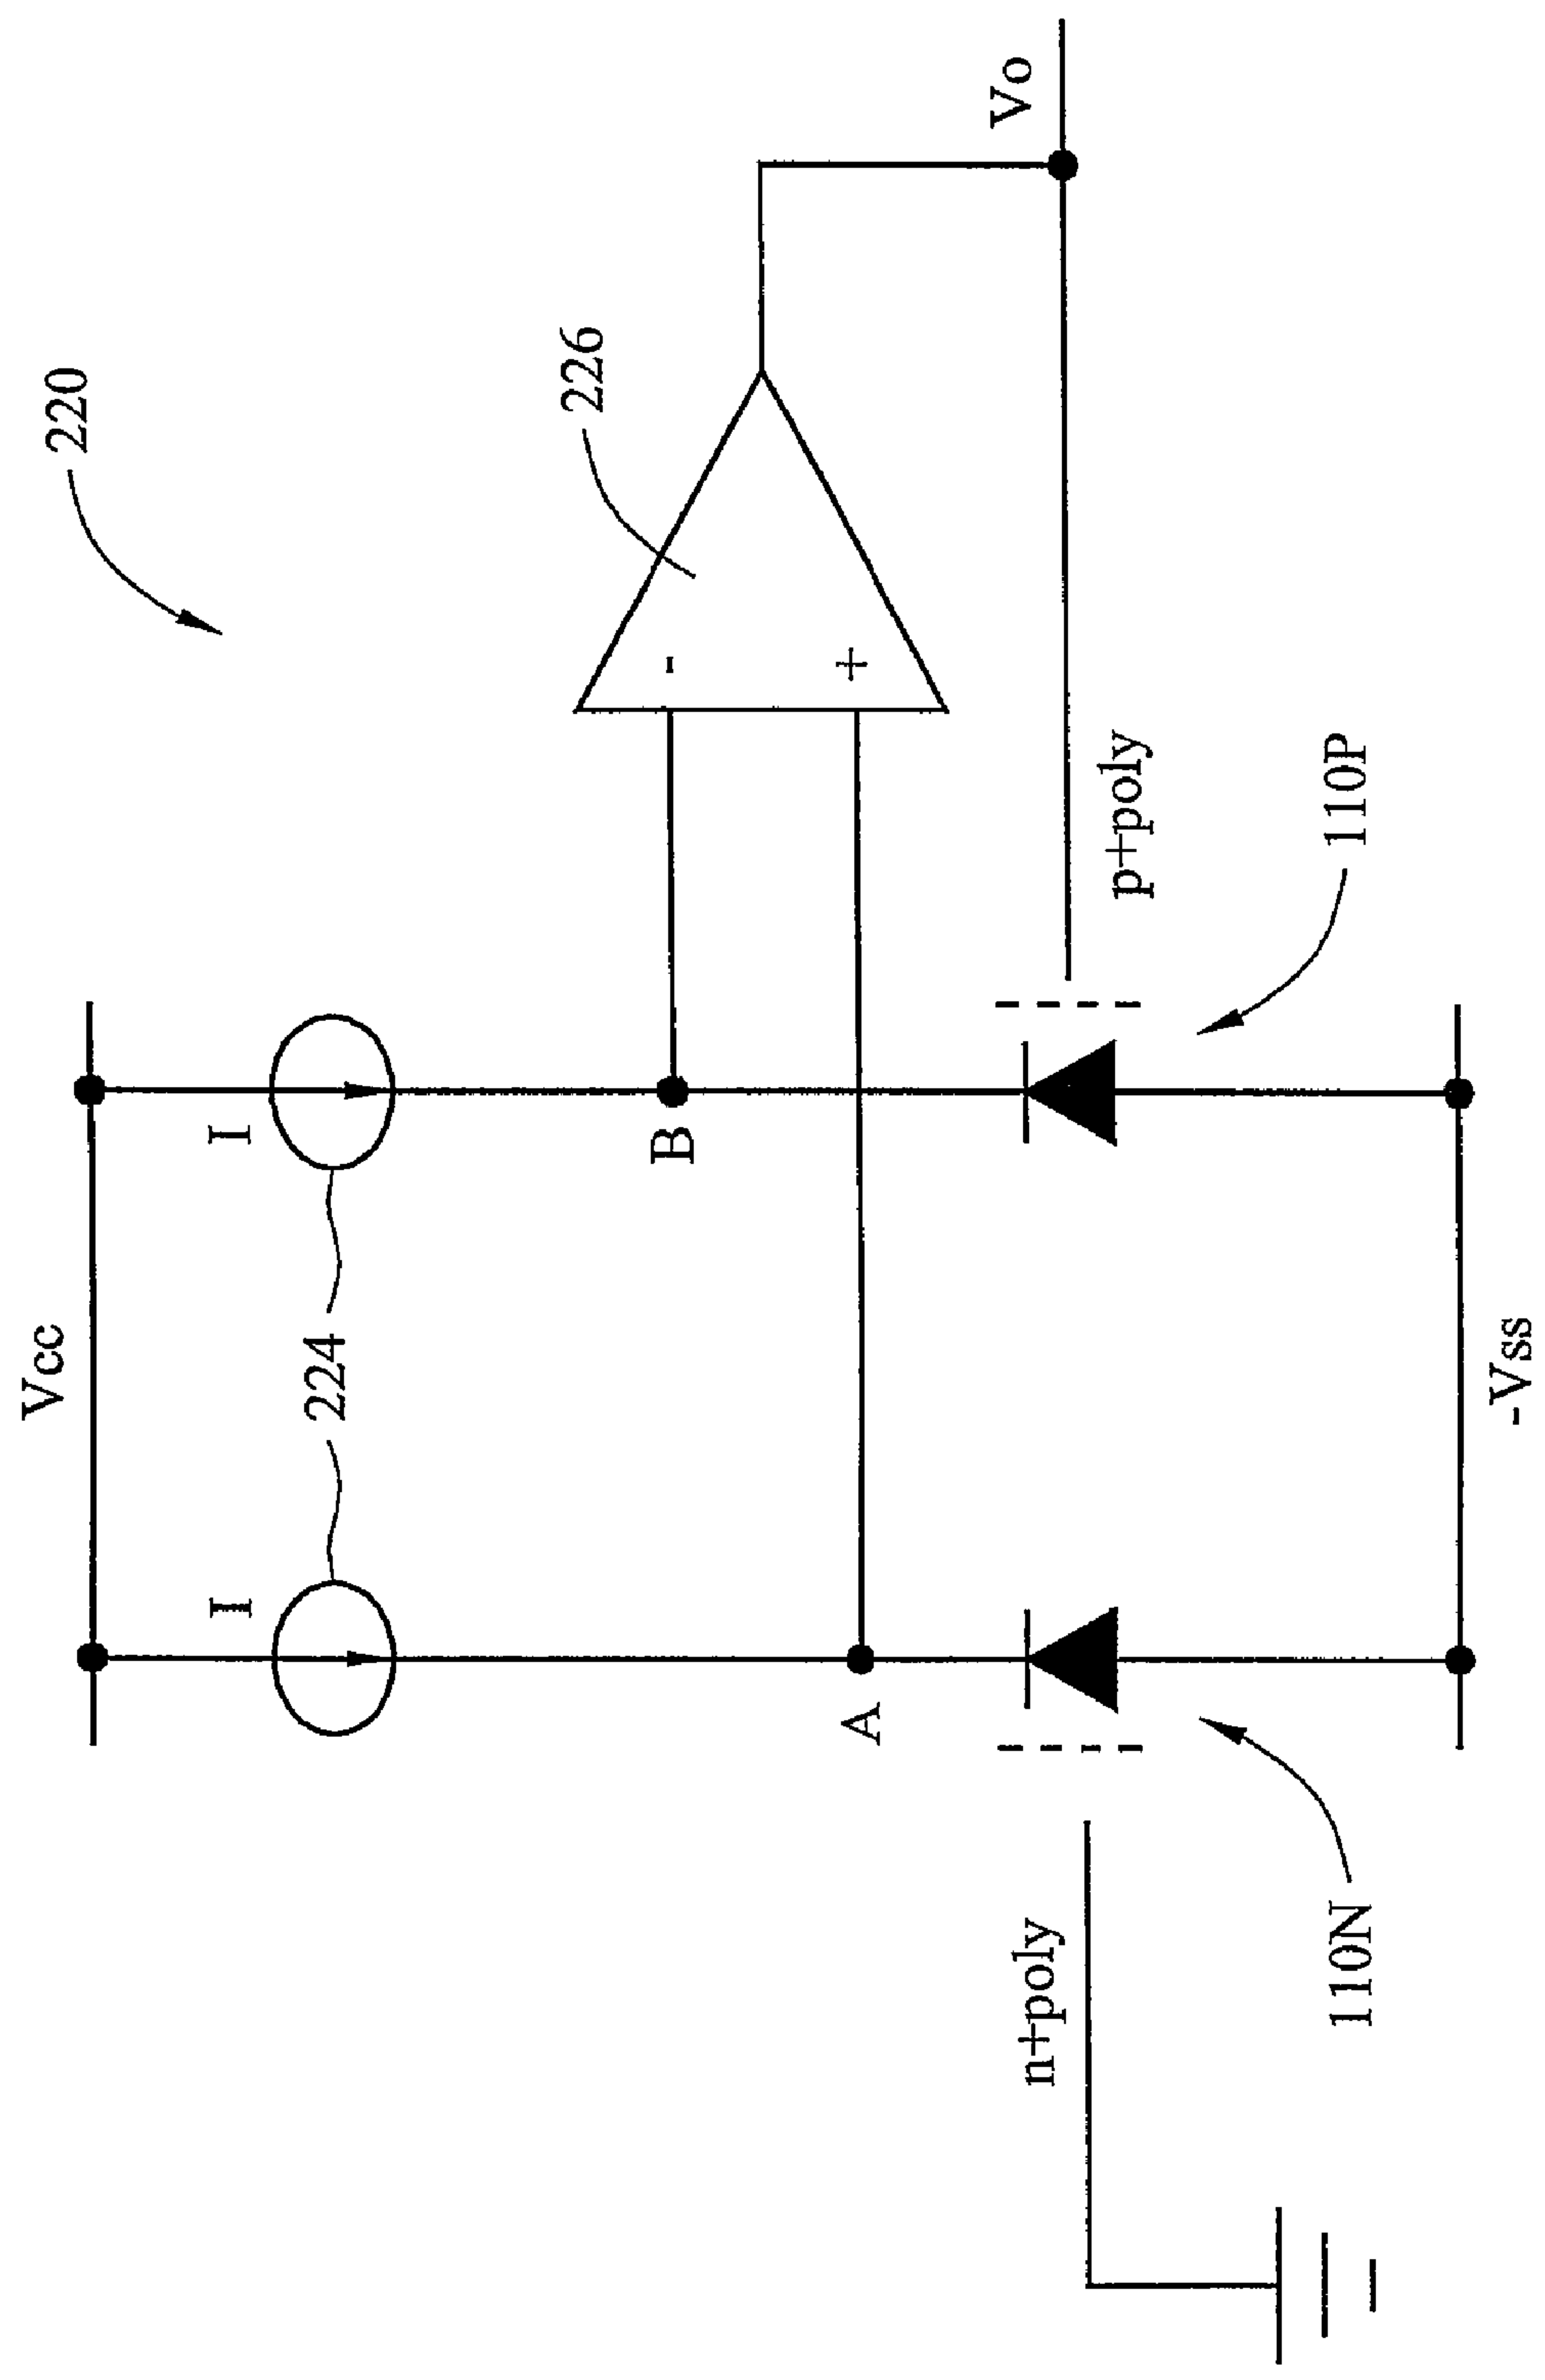 220
Vcc
I
I
224
226
-
+
B
A
Vo
n+poly
p+poly
110N
110P
-Vss